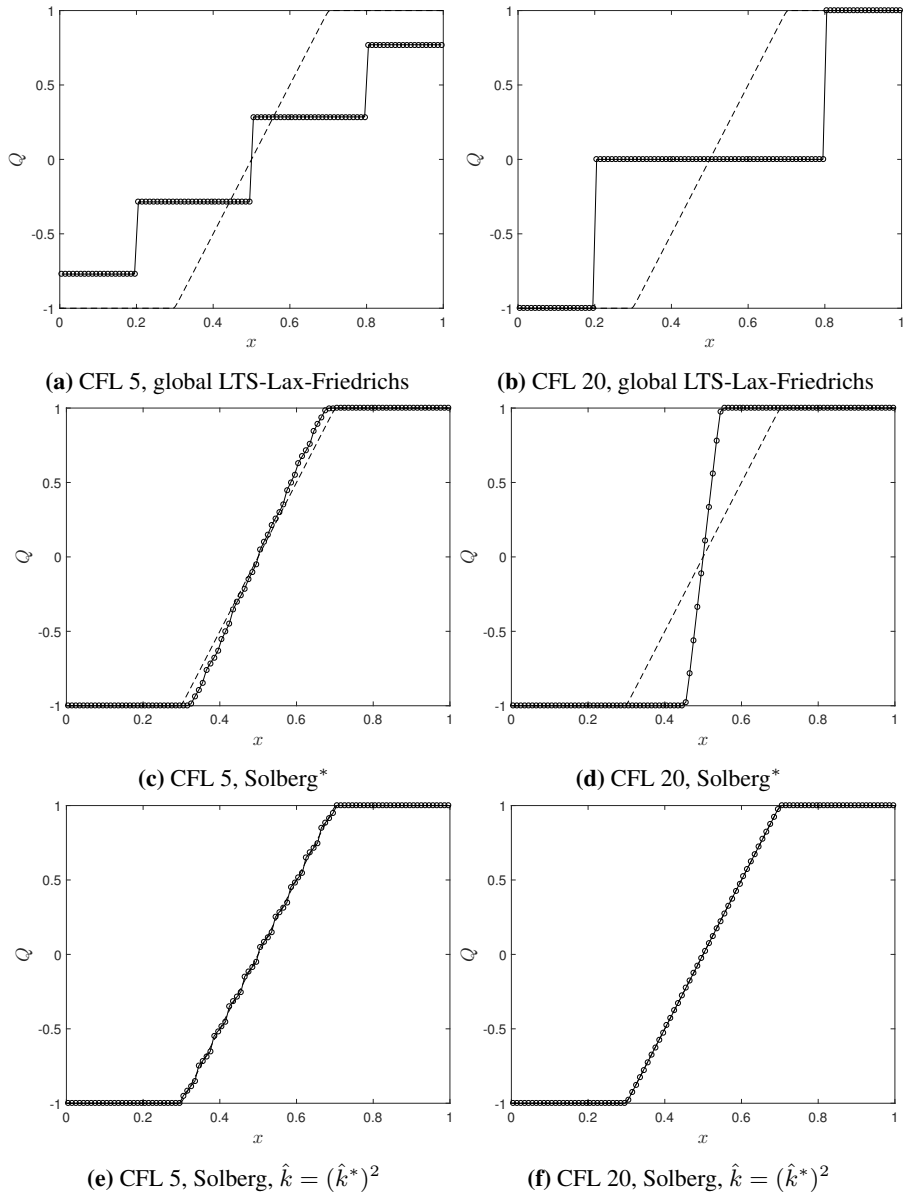 1
0.5
0
-0.5
-1
Q
0 0.2 0.4 0.6 0.8 1
x
(a) CFL 5, global LTS-Lax-Friedrichs
1
0.5
0
-0.5
-1
Q
0 0.2 0.4 0.6 0.8 1
x
(b) CFL 20, global LTS-Lax-Friedrichs
1
0.5
0
-0.5
-1
Q
0 0.2 0.4 0.6 0.8 1
x
(c) CFL 5, Solberg*
1
0.5
0
-0.5
-1
Q
0 0.2 0.4 0.6 0.8 1
x
(d) CFL 20, Solberg*
1
0.5
0
-0.5
-1
Q
0 0.2 0.4 0.6 0.8 1
x
(e) CFL 5, Solberg, k̂ = (k̂*)²
1
0.5
0
-0.5
-1
Q
0 0.2 0.4 0.6 0.8 1
x
(f) CFL 20, Solberg, k̂ = (k̂*)²